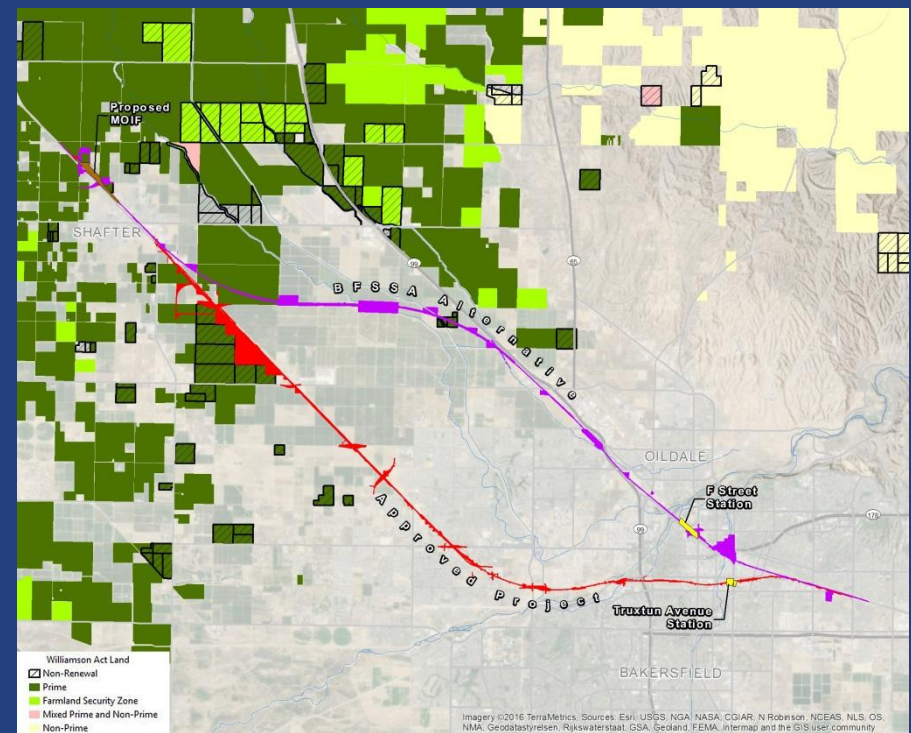 Proposed
MOIF
SHAFTER
99
65
BFSSA Alternative
OILDALE
F Street
Station
178
99
Approved Project
Truxtun Avenue
Station
BAKERSFIELD
Williamson Act Land
Non-Renewal
Prime
Farmland Security Zone
Mixed Prime and Non-Prime
Non-Prime
Imagery ©2016 TerraMetrics, Sources: Esri, USGS, NGA, NASA, CGIAR, N Robinson, NCEAS, NLS, OS,
NMA, Geodatastyrelsen, Rijkswaterstaat, GSA, Geoland, FEMA, Intermap and the GIS user community